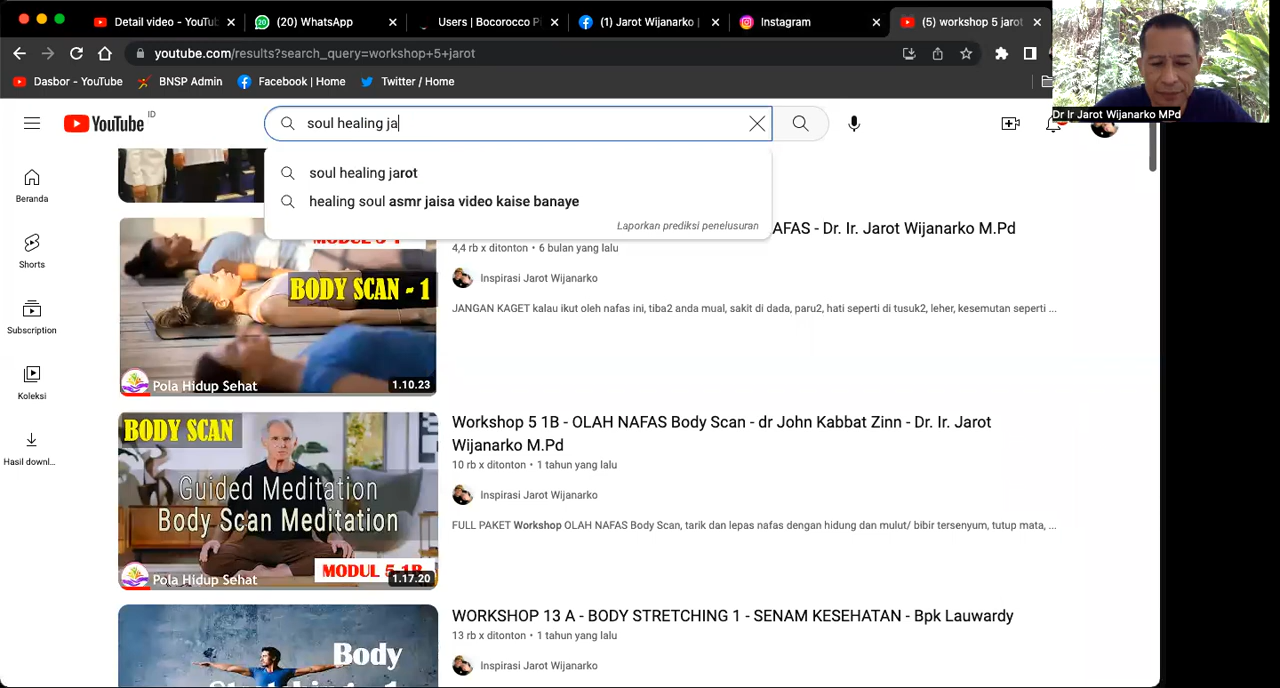 Detail video - YouTub
(20) WhatsApp
Users | Bocorocco Pi
(1) Jarot Wijanarko |
Instagram
(5) workshop 5 jarot
youtube.com/results?search_query=workshop+5+jarot
Dasbor - YouTube
BNSP Admin
Facebook | Home
Twitter / Home
Dr Ir Jarot Wijanarko MPd
YouTube
ID
soul healing ja
soul healing jarot
healing soul asmr jaisa video kaise banaye
Laporkan prediksi penelusuran
Beranda
Shorts
Subscription
Koleksi
Hasil downl...
MODUL 5-1
BODY SCAN - 1
Pola Hidup Sehat
1.10.23
AFAS - Dr. Ir. Jarot Wijanarko M.Pd
4,4 rb x ditonton • 6 bulan yang lalu
Inspirasi Jarot Wijanarko
JANGAN KAGET kalau ikut oleh nafas ini, tiba2 anda mual, sakit di dada, paru2, hati seperti di tusuk2, leher, kesemutan seperti ...
BODY SCAN
Guided Meditation
Body Scan Meditation
MODUL 5-1B
Pola Hidup Sehat
1.17.20
Workshop 5 1B - OLAH NAFAS Body Scan - dr John Kabbat Zinn - Dr. Ir. Jarot
Wijanarko M.Pd
10 rb x ditonton • 1 tahun yang lalu
Inspirasi Jarot Wijanarko
FULL PAKET Workshop OLAH NAFAS Body Scan, tarik dan lepas nafas dengan hidung dan mulut/ bibir tersenyum, tutup mata, ...
Body
WORKSHOP 13 A - BODY STRETCHING 1 - SENAM KESEHATAN - Bpk Lauwardy
13 rb x ditonton • 1 tahun yang lalu
Inspirasi Jarot Wijanarko